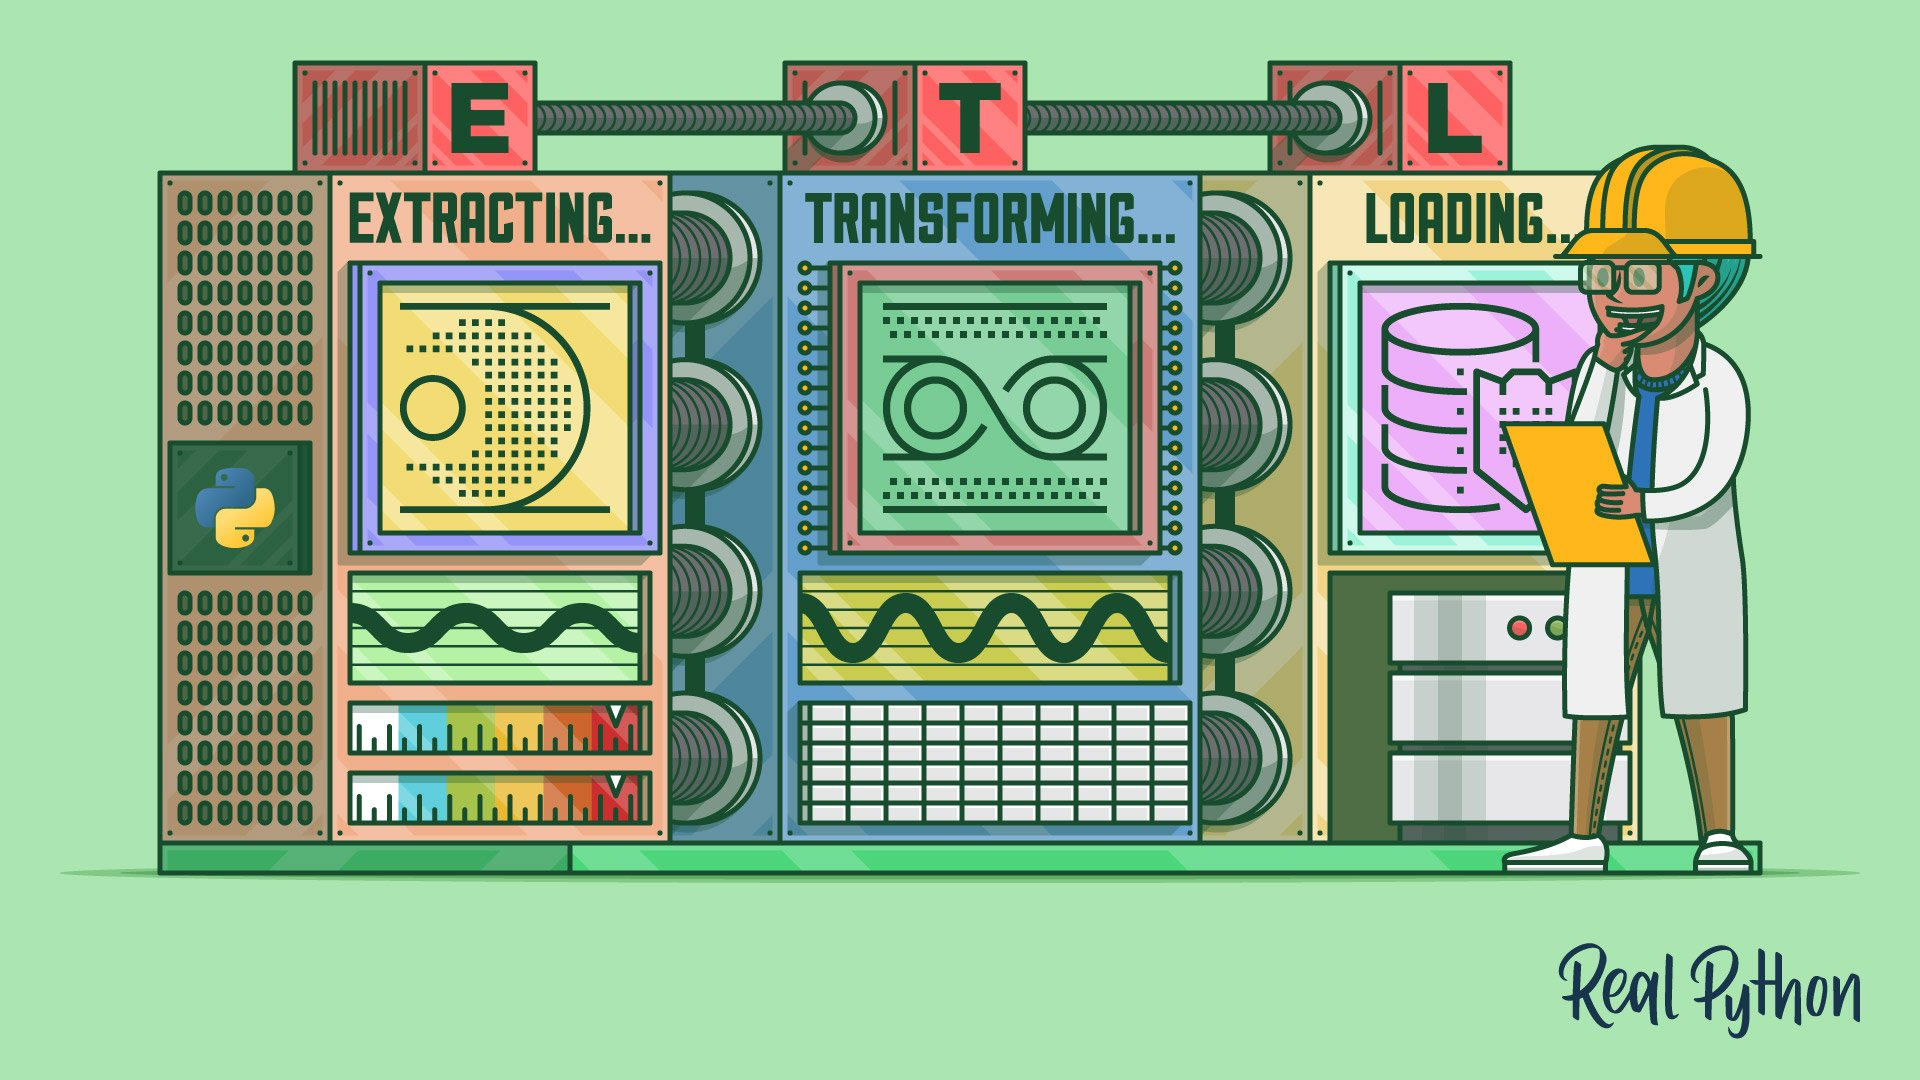 E T L
EXTRACTING... TRANSFORMING... LOADING...
Real Python